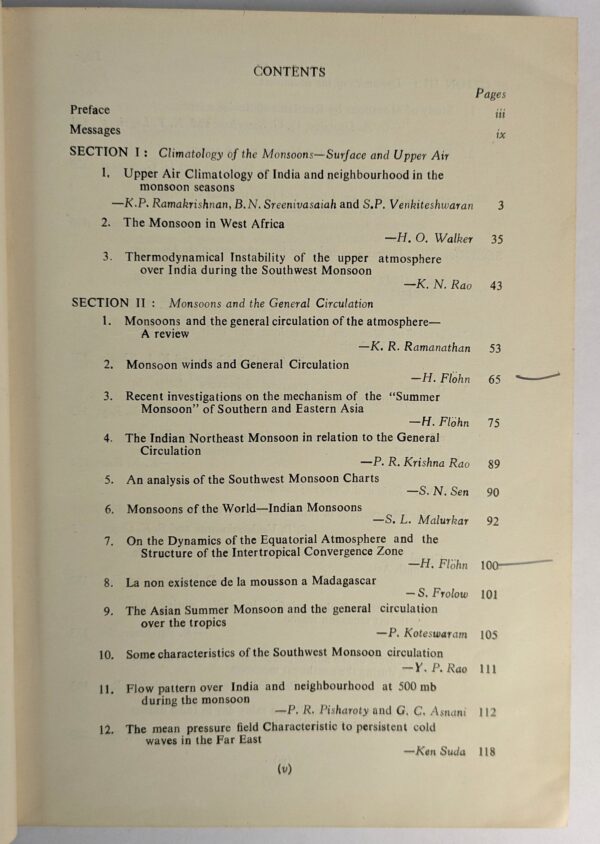 CONTENTS
Pages
Preface iii
Messages ix
SECTION I : Climatology of the Monsoons—Surface and Upper Air
1. Upper Air Climatology of India and neighbourhood in the
monsoon seasons
—K.P. Ramakrishnan, B.N. Sreenivasaiah and S.P. Venkiteshwaran 3
2. The Monsoon in West Africa
—H. O. Walker 35
3. Thermodynamical Instability of the upper atmosphere
over India during the Southwest Monsoon
—K. N. Rao 43
SECTION II : Monsoons and the General Circulation
1. Monsoons and the general circulation of the atmosphere—
A review
—K. R. Ramanathan 53
2. Monsoon winds and General Circulation
—H. Flöhn 65
3. Recent investigations on the mechanism of the "Summer
Monsoon" of Southern and Eastern Asia
—H. Flöhn 75
4. The Indian Northeast Monsoon in relation to the General
Circulation
—P. R. Krishna Rao 89
5. An analysis of the Southwest Monsoon Charts
—S. N. Sen 90
6. Monsoons of the World—Indian Monsoons
—S. L. Malurkar 92
7. On the Dynamics of the Equatorial Atmosphere and the
Structure of the Intertropical Convergence Zone
—H. Flöhn 100
8. La non existence de la mousson a Madagascar
—S. Frolow 101
9. The Asian Summer Monsoon and the general circulation
over the tropics
—P. Koteswaram 105
10. Some characteristics of the Southwest Monsoon circulation
—Y. P. Rao 111
11. Flow pattern over India and neighbourhood at 500 mb
during the monsoon
—P. R. Pisharoty and G. C. Asnani 112
12. The mean pressure field Characteristic to persistent cold
waves in the Far East
—Ken Suda 118
(v)